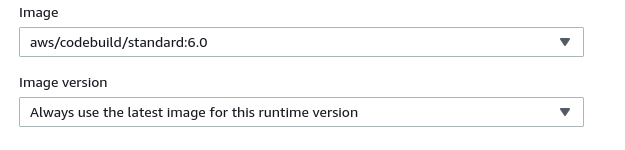 Image
aws/codebuild/standard:6.0
Image version
Always use the latest image for this runtime version